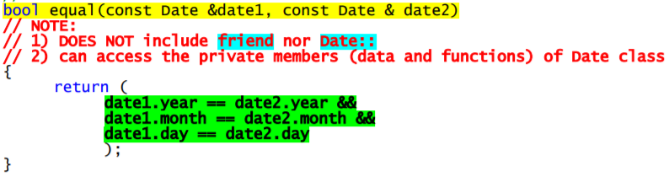 bool equal(const Date &date1, const Date & date2)
// NOTE:
// 1) DOES NOT include friend nor Date::
// 2) can access the private members (data and functions) of Date class
{
return (
date1.year == date2.year &&
date1.month == date2.month &&
date1.day == date2.day
);
}